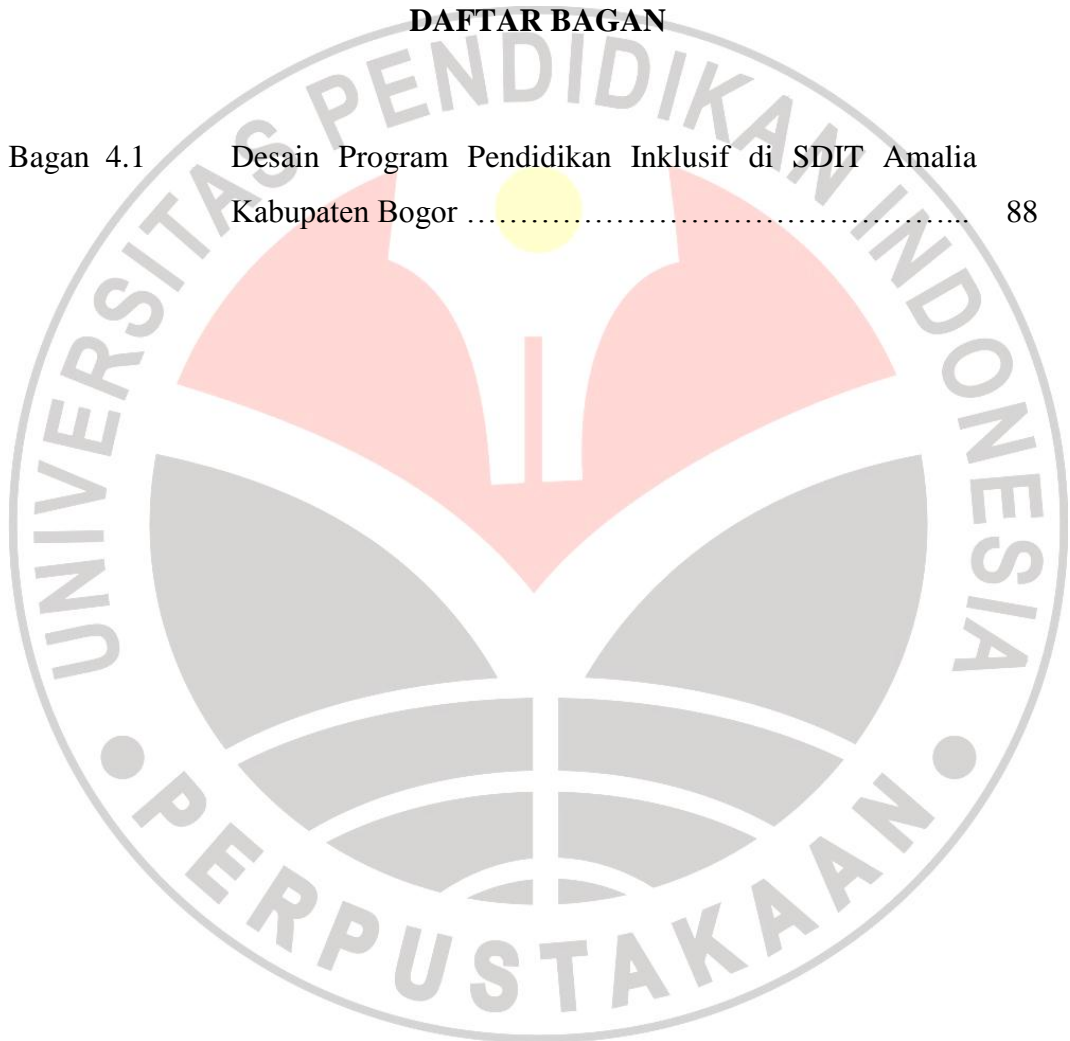 DAFTAR BAGAN
Bagan 4.1 Desain Program Pendidikan Inklusif di SDIT Amalia
Kabupaten Bogor ………………………………………... 88
UNIVERSITAS PENDIDIKAN INDONESIA
PERPUSTAKAAN